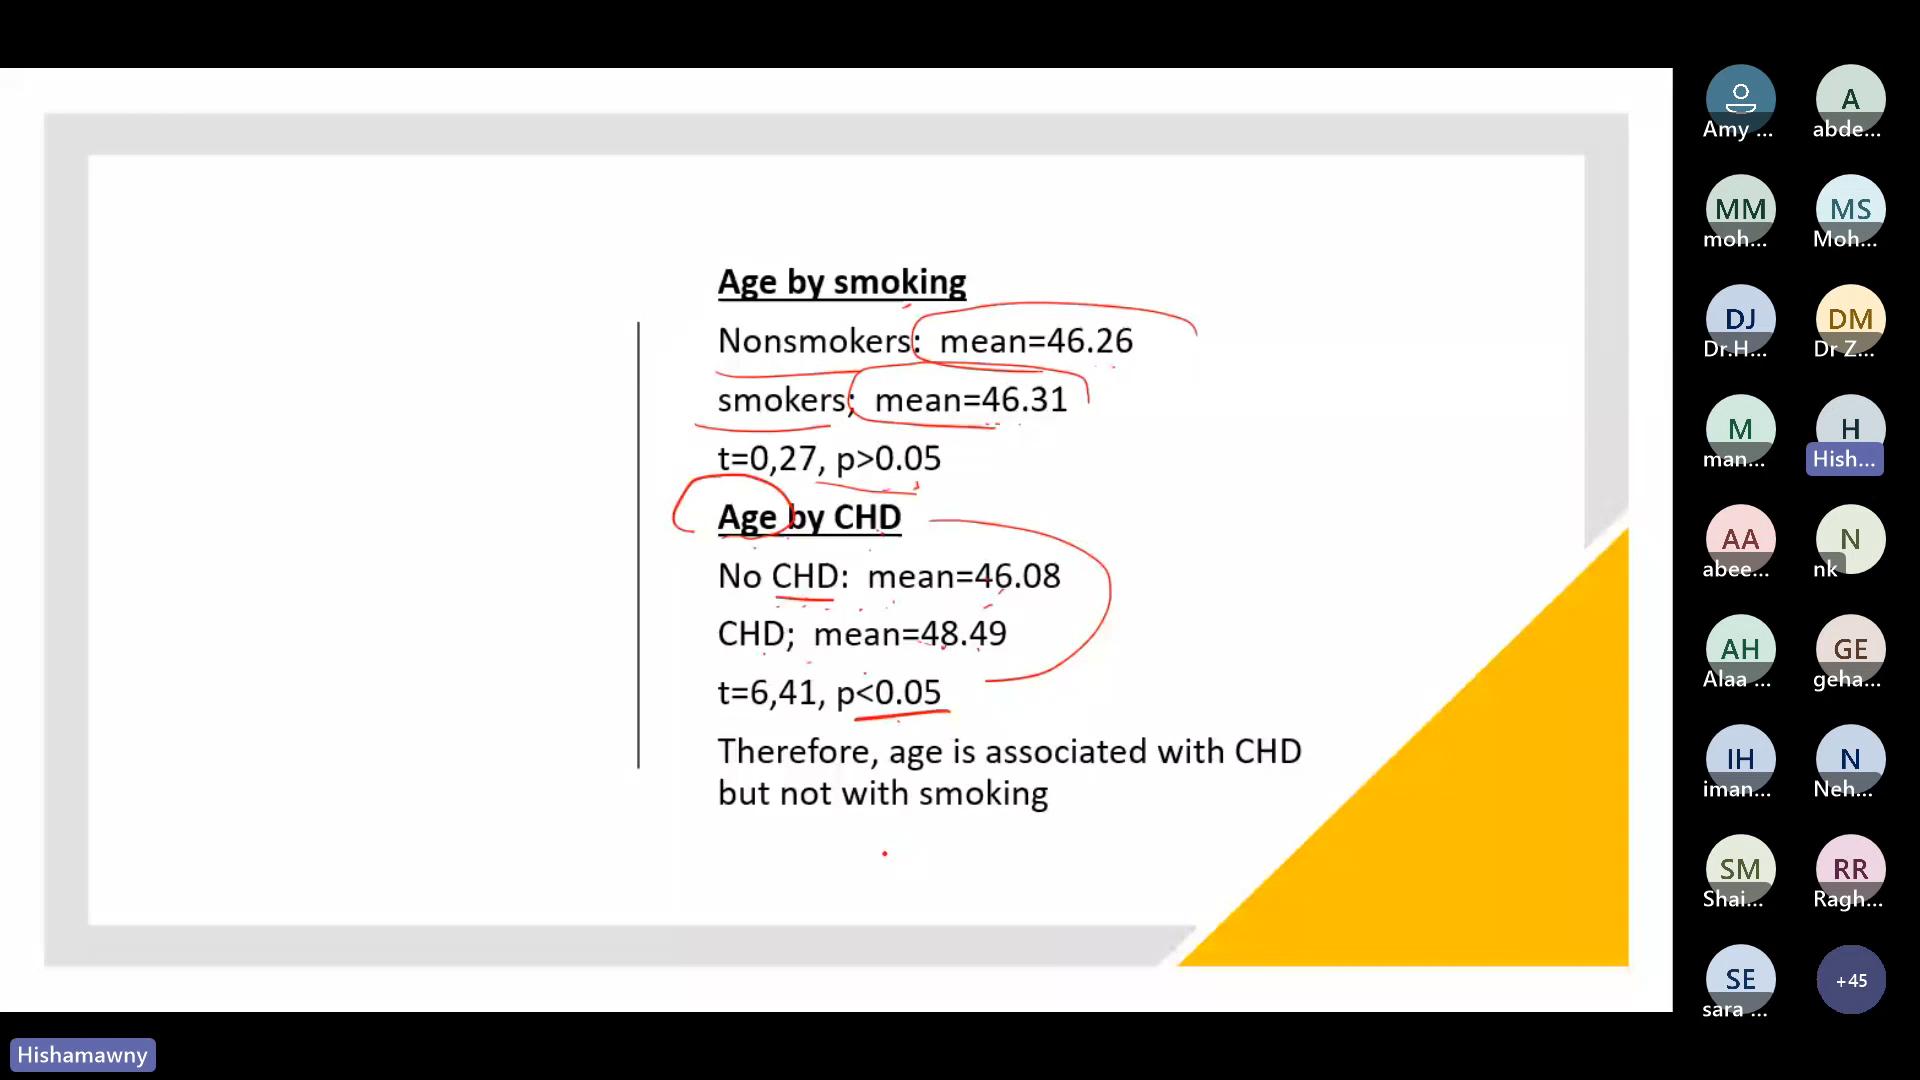 Age by smoking
Nonsmokers:  mean=46.26
smokers;  mean=46.31
t=0,27, p>0.05
Age by CHD
No CHD:  mean=46.08
CHD;  mean=48.49
t=6,41, p<0.05
Therefore, age is associated with CHD
but not with smoking
Amy ...
A
abde...
MM
moh...
MS
Moh...
DJ
Dr.H...
DM
Dr Z...
M
man...
H
Hish...
AA
abee...
N
nk
AH
Alaa ...
GE
geha...
IH
iman...
N
Neh...
SM
Shai...
RR
Ragh...
SE
sara ...
+45
Hishamawny